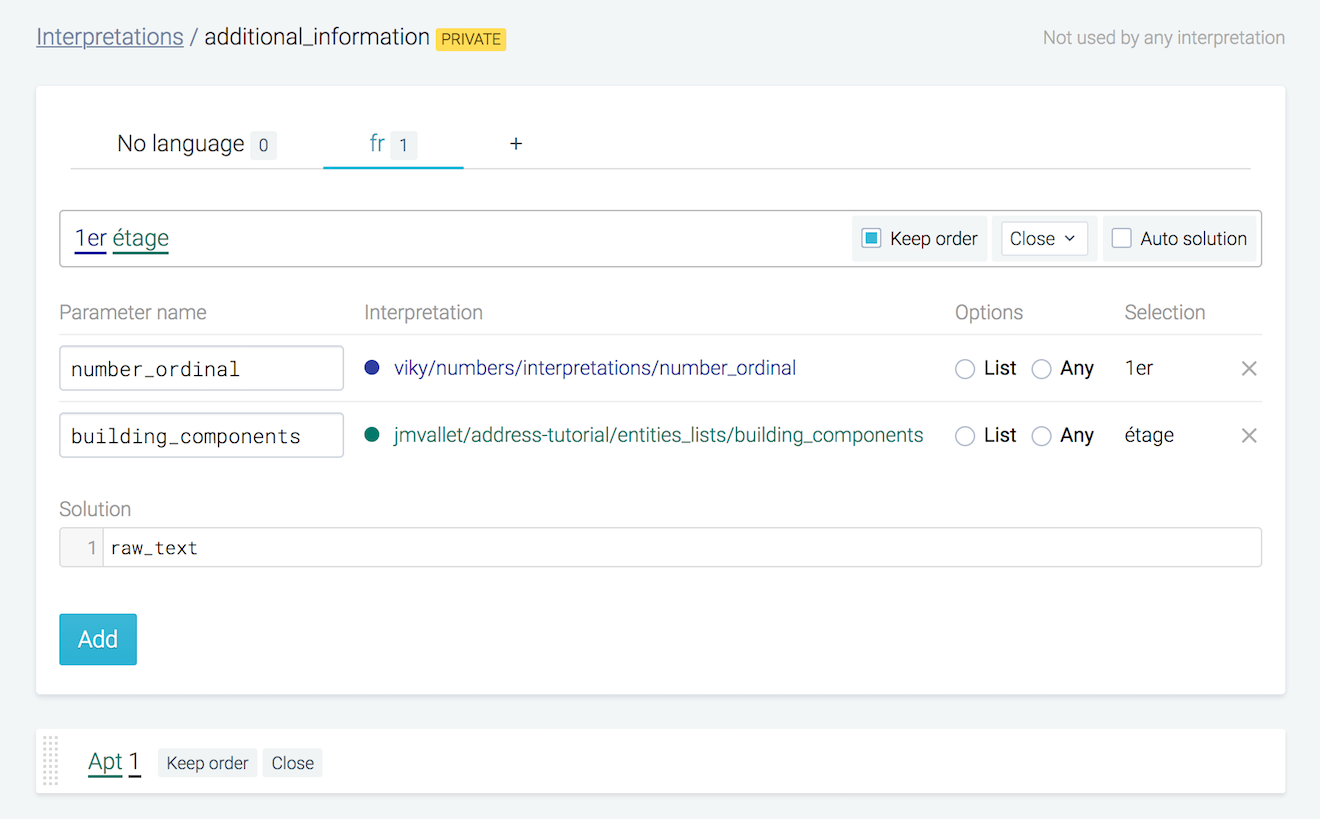 Interpretations / additional_information PRIVATE Not used by any interpretation
No language 0 fr 1 +
1er étage Keep order Close Auto solution
Parameter name Interpretation Options Selection
number_ordinal viky/numbers/interpretations/number_ordinal List Any 1er
building_components jmvallet/address-tutorial/entities_lists/building_components List Any étage
Solution
1 raw_text
Add
Apt 1 Keep order Close